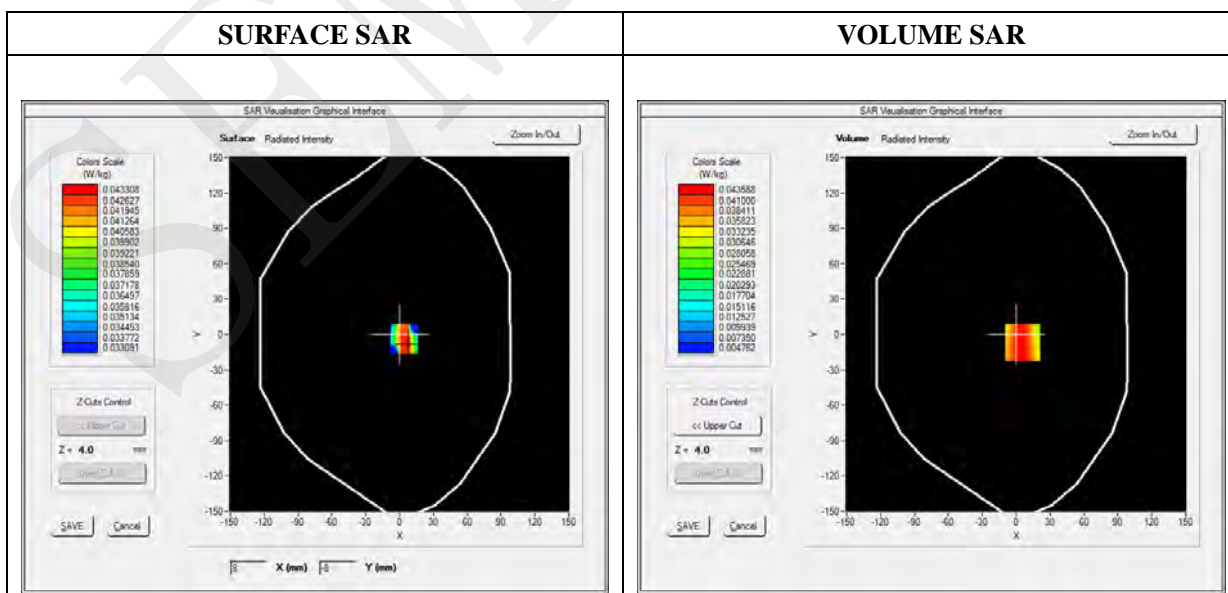 SURFACE SAR
VOLUME SAR
SAR Visualisation Graphical Interface
Surface Radiated Intensity
Zoom In/Out
Colors Scale
(W/kg)
0.043308
0.042627
0.041945
0.041264
0.040583
0.039902
0.039221
0.038540
0.037859
0.037178
0.036497
0.035816
0.035134
0.034453
0.033772
0.033091
150
120
90
60
30
0
-30
-60
-90
-120
-150
Y
-150 -120 -90 -60 -30 0 30 60 90 120 150
X
Z-Cuts Control
<< Upper Cut
Z = 4.0 mm
SAVE Cancel
8 X (mm) -8 Y (mm)
SAR Visualisation Graphical Interface
Volume Radiated Intensity
Zoom In/Out
Colors Scale
(W/kg)
0.043588
0.041000
0.038411
0.035823
0.033235
0.030646
0.028058
0.025469
0.022881
0.020293
0.017704
0.015116
0.012527
0.009939
0.007350
0.004762
150
120
90
60
30
0
-30
-60
-90
-120
-150
Y
-150 -120 -90 -60 -30 0 30 60 90 120 150
X
Z-Cuts Control
<< Upper Cut
Z = 4.0 mm
SAVE Cancel